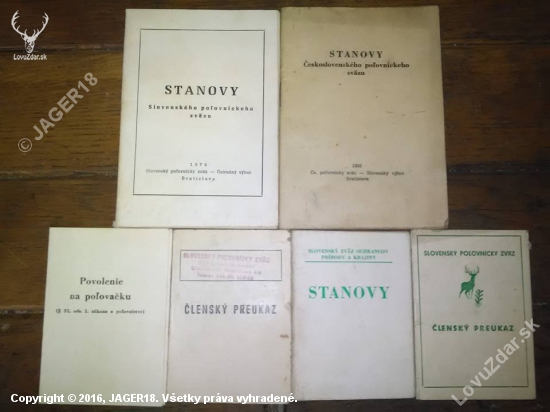 LovuZdar.sk
© JAGER18
STANOVY
Slovenského poľovníckeho
zväzu
1970
Slovenský poľovnícky zväz — Ústredný výbor
Bratislava
STANOVY
Československého poľovníckeho
zväzu
Čs. poľovnícky zväz — Slovenský výbor
Bratislava
Povolenie
na poľovačku
SLOVENSKÝ POĽOVNÍCKY ZVÄZ
ČLENSKÝ PREUKAZ
SLOVENSKÝ ZVÄZ OCHRANCOV
PRÍRODY A KRAJINY
STANOVY
SLOVENSKÝ POĽOVNÍCKY ZVÄZ
ČLENSKÝ PREUKAZ
LovuZdar.sk
Copyright © 2016, JAGER18. Všetky práva vyhradené.